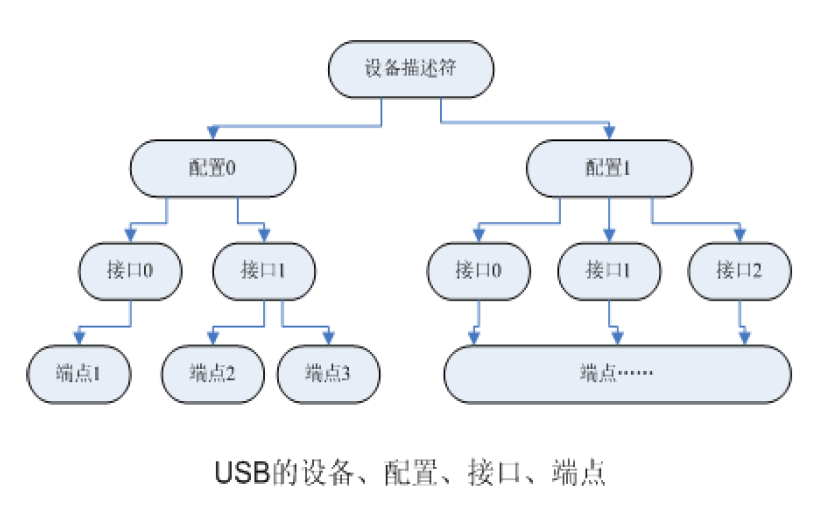 设备描述符
配置0
配置1
接口0
接口1
接口0
接口1
接口2
端点1
端点2
端点3
端点……
USB的设备、配置、接口、端点